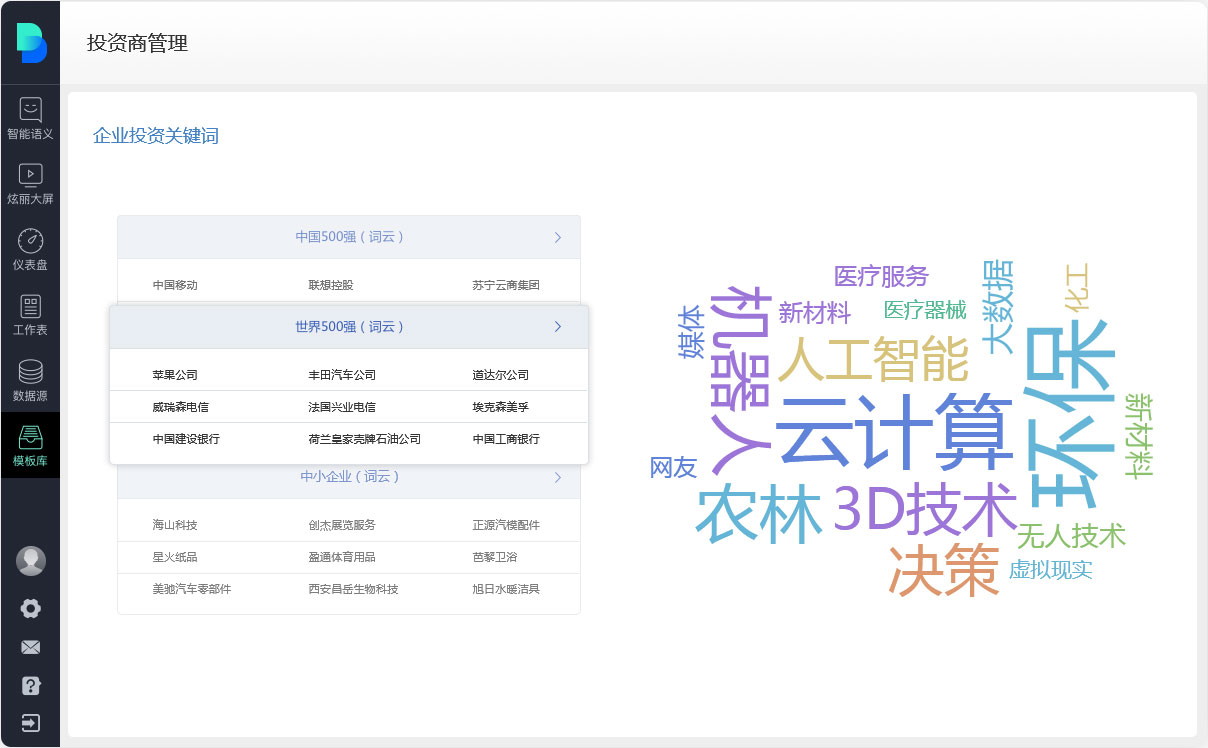 投资商管理
智能语义
炫丽大屏
仪表盘
工作表
数据源
模板库
企业投资关键词
中国500强（词云）
中国移动 联想控股 苏宁云商集团
世界500强（词云）
苹果公司 丰田汽车公司 道达尔公司
威瑞森电信 法国兴业电信 埃克森美孚
中国建设银行 荷兰皇家壳牌石油公司 中国工商银行
中小企业（词云）
海山科技 创杰展览服务 正源汽模配件
星火纸品 盈通体育用品 芭黎卫浴
美驰汽车零部件 西安昌岳生物科技 旭日水暖洁具
医疗服务
大数据
化工
媒体
机器人
新材料
医疗器械
人工智能
环保
云计算
新材料
网友
农林
3D技术
无人技术
决策
虚拟现实